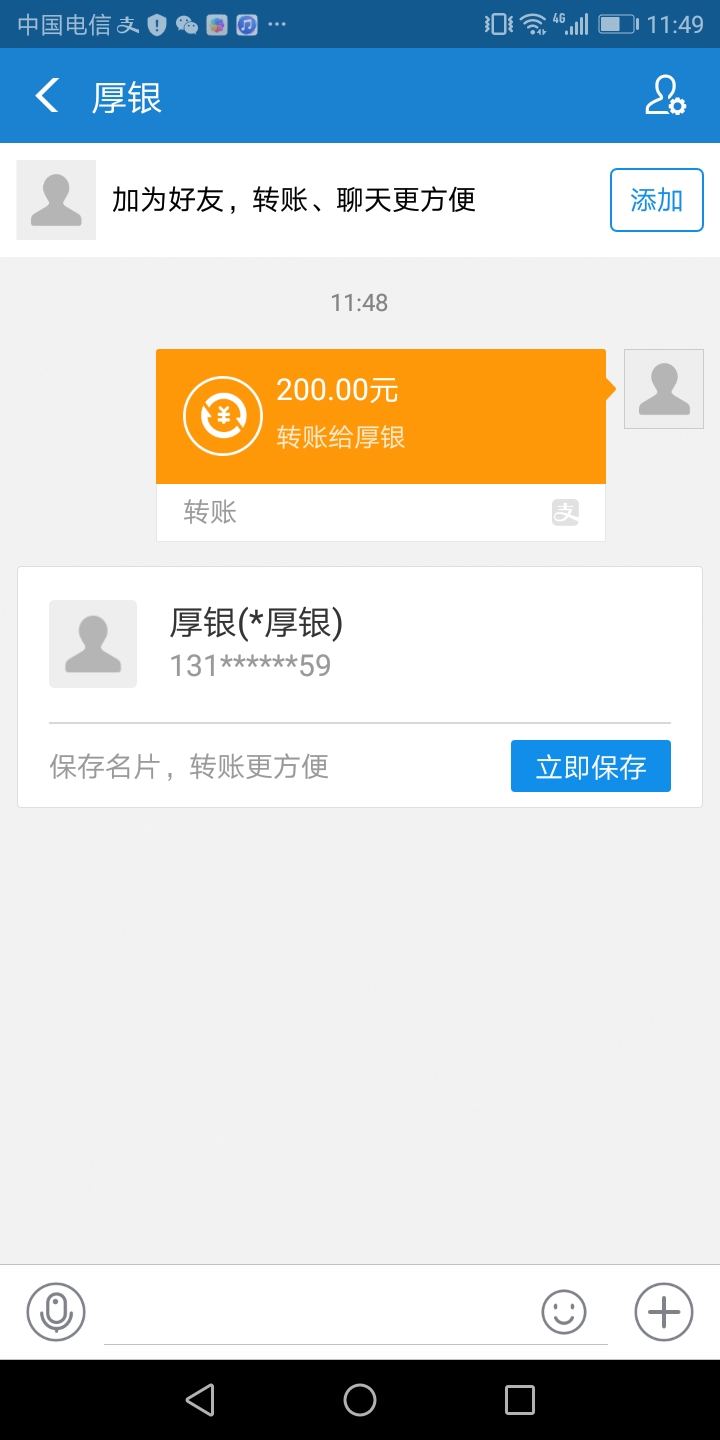 中国电信 4G 11:49
厚银
加为好友，转账、聊天更方便 添加
11:48
200.00元
转账给厚银
转账 支
厚银(*厚银)
131******59
保存名片，转账更方便 立即保存